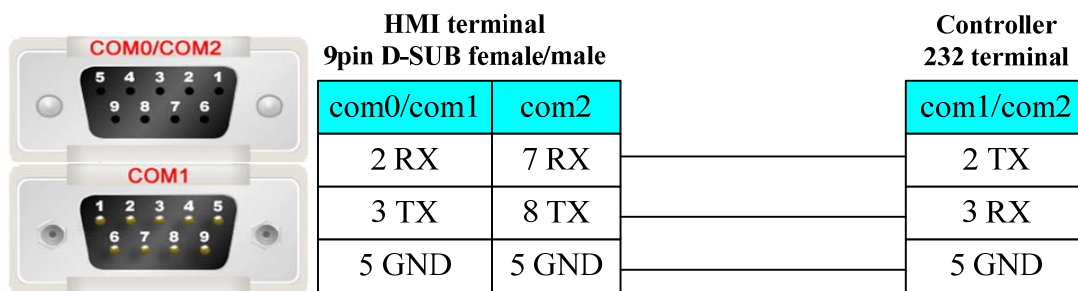 COM0/COM2
5 4 3 2 1
9 8 7 6
COM1
1 2 3 4 5
6 7 8 9
HMI terminal
9pin D-SUB female/male
com0/com1 com2
2 RX 7 RX
3 TX 8 TX
5 GND 5 GND
Controller
232 terminal
com1/com2
2 TX
3 RX
5 GND